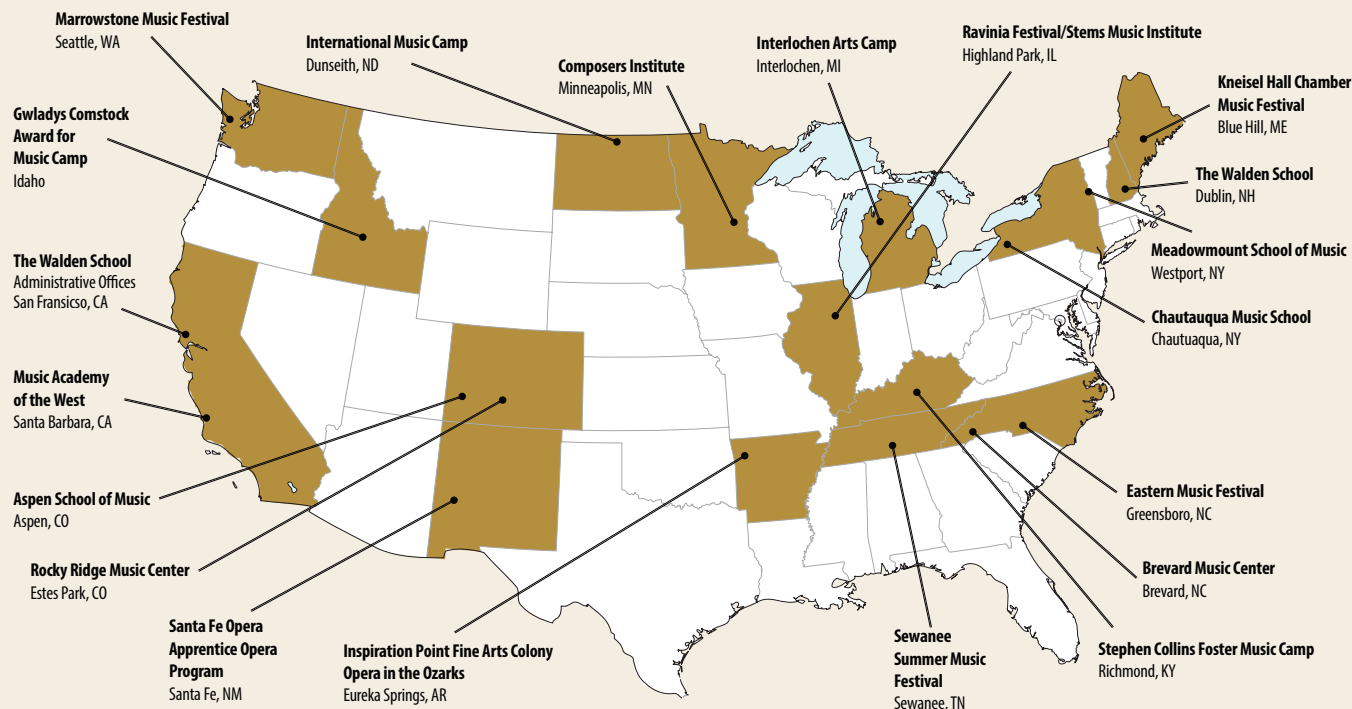 Marrowstone Music Festival
Seattle, WA
International Music Camp
Dunseith, ND
Composers Institute
Minneapolis, MN
Interlochen Arts Camp
Interlochen, MI
Ravinia Festival/Stems Music Institute
Highland Park, IL
Kneisel Hall Chamber
Music Festival
Blue Hill, ME
Gwladys Comstock
Award for
Music Camp
Idaho
The Walden School
Dublin, NH
The Walden School
Administrative Offices
San Fransicso, CA
Meadowmount School of Music
Westport, NY
Chautauqua Music School
Chautuaqua, NY
Music Academy
of the West
Santa Barbara, CA
Aspen School of Music
Aspen, CO
Eastern Music Festival
Greensboro, NC
Rocky Ridge Music Center
Estes Park, CO
Brevard Music Center
Brevard, NC
Santa Fe Opera
Apprentice Opera
Program
Santa Fe, NM
Inspiration Point Fine Arts Colony
Opera in the Ozarks
Eureka Springs, AR
Sewanee
Summer Music
Festival
Sewanee, TN
Stephen Collins Foster Music Camp
Richmond, KY